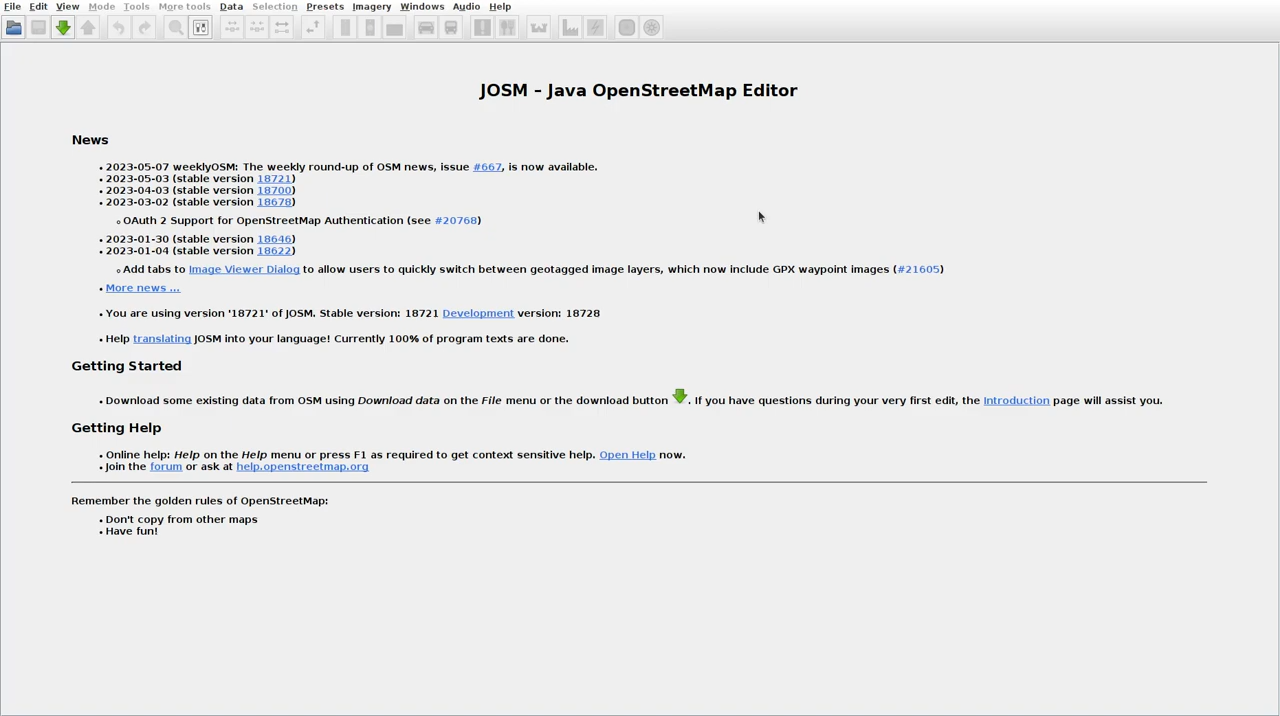 File Edit View Mode Tools More tools Data Selection Presets Imagery Windows Audio Help
JOSM – Java OpenStreetMap Editor
News
• 2023-05-07 weeklyOSM: The weekly round-up of OSM news, issue #667, is now available.
• 2023-05-03 (stable version 18721)
• 2023-04-03 (stable version 18700)
• 2023-03-02 (stable version 18678)
◦ OAuth 2 Support for OpenStreetMap Authentication (see #20768)
• 2023-01-30 (stable version 18646)
• 2023-01-04 (stable version 18622)
◦ Add tabs to Image Viewer Dialog to allow users to quickly switch between geotagged image layers, which now include GPX waypoint images (#21605)
• More news ...
• You are using version '18721' of JOSM. Stable version: 18721 Development version: 18728
• Help translating JOSM into your language! Currently 100% of program texts are done.
Getting Started
• Download some existing data from OSM using Download data on the File menu or the download button . If you have questions during your very first edit, the Introduction page will assist you.
Getting Help
• Online help: Help on the Help menu or press F1 as required to get context sensitive help. Open Help now.
• Join the forum or ask at help.openstreetmap.org
Remember the golden rules of OpenStreetMap:
• Don't copy from other maps
• Have fun!